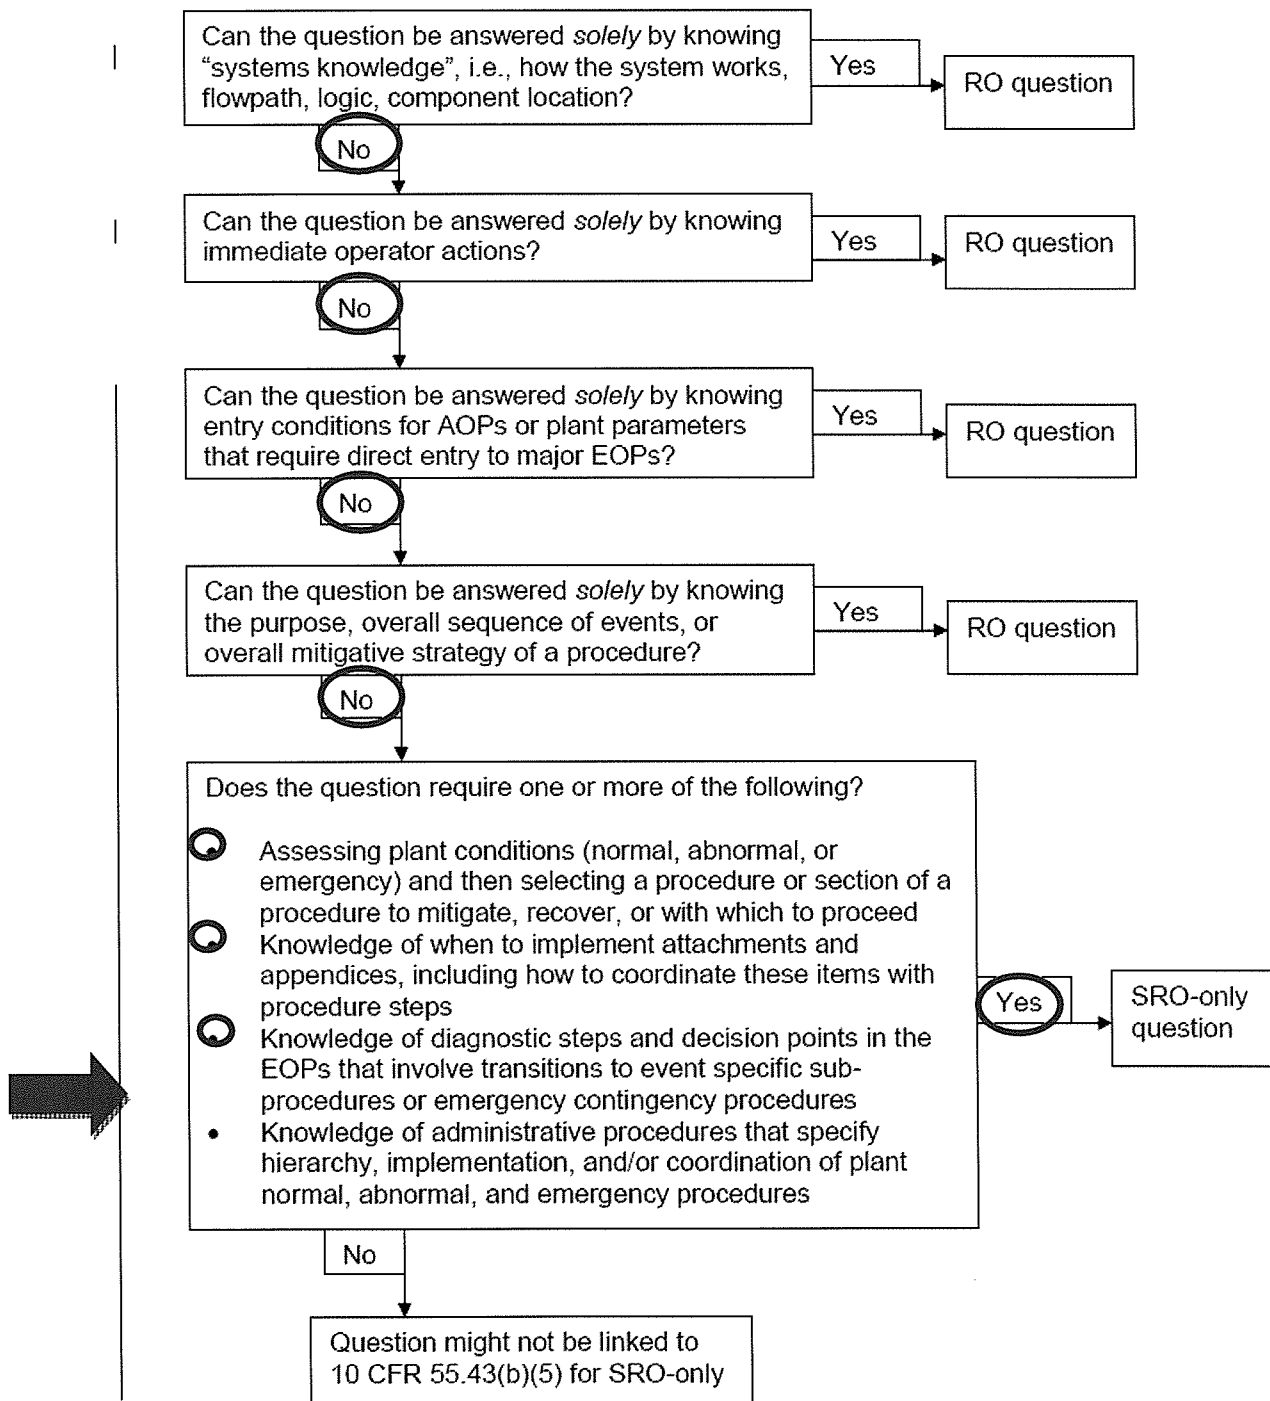 Can the question be answered solely by knowing
“systems knowledge”, i.e., how the system works,
flowpath, logic, component location?
Yes
RO question
No
Can the question be answered solely by knowing
immediate operator actions?
Yes
RO question
No
Can the question be answered solely by knowing
entry conditions for AOPs or plant parameters
that require direct entry to major EOPs?
Yes
RO question
No
Can the question be answered solely by knowing
the purpose, overall sequence of events, or
overall mitigative strategy of a procedure?
Yes
RO question
No
Does the question require one or more of the following?
• Assessing plant conditions (normal, abnormal, or
emergency) and then selecting a procedure or section of a
procedure to mitigate, recover, or with which to proceed
• Knowledge of when to implement attachments and
appendices, including how to coordinate these items with
procedure steps
• Knowledge of diagnostic steps and decision points in the
EOPs that involve transitions to event specific sub-
procedures or emergency contingency procedures
• Knowledge of administrative procedures that specify
hierarchy, implementation, and/or coordination of plant
normal, abnormal, and emergency procedures
Yes
SRO-only
question
No
Question might not be linked to
10 CFR 55.43(b)(5) for SRO-only